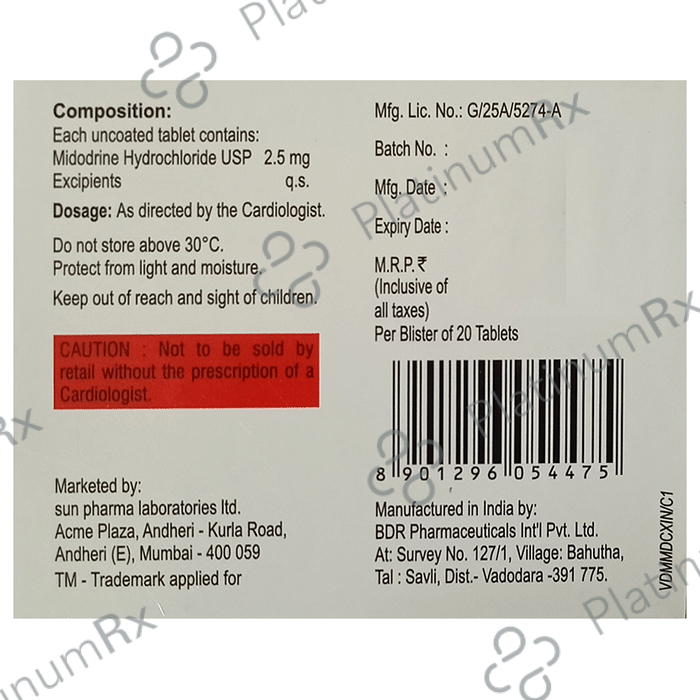 Composition:
Each uncoated tablet contains:
Midodrine Hydrochloride USP 2.5 mg
Excipients q.s.
Dosage: As directed by the Cardiologist.
Do not store above 30°C.
Protect from light and moisture.
Keep out of reach and sight of children.
CAUTION : Not to be sold by
retail without the prescription of a
Cardiologist.
Marketed by:
sun pharma laboratories ltd.
Acme Plaza, Andheri - Kurla Road,
Andheri (E), Mumbai - 400 059
TM - Trademark applied for
Mfg. Lic. No.: G/25A/5274-A
Batch No. :
Mfg. Date :
Expiry Date :
M.R.P. ₹
(Inclusive of
all taxes)
Per Blister of 20 Tablets
8 901296 054475
Manufactured in India by:
BDR Pharmaceuticals Int'l Pvt. Ltd.
At: Survey No. 127/1, Village: Bahutha,
Tal : Savli, Dist.- Vadodara -391 775.
VDMMDCXIN/C1
PlatinumRx
PlatinumRx
PlatinumRx
PlatinumRx
PlatinumRx